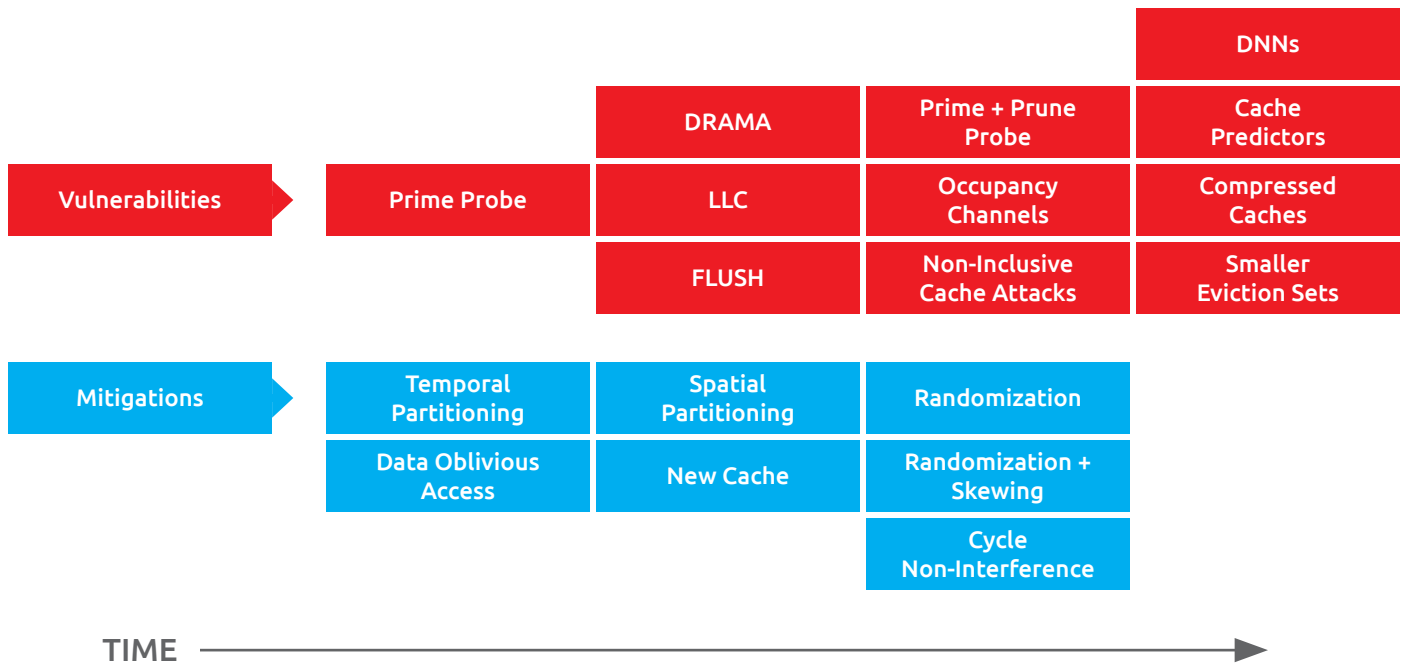 DNNs
DRAMA
Prime + Prune
Probe
Cache
Predictors
Vulnerabilities
Prime Probe
LLC
Occupancy
Channels
Compressed
Caches
FLUSH
Non-Inclusive
Cache Attacks
Smaller
Eviction Sets
Mitigations
Temporal
Partitioning
Spatial
Partitioning
Randomization
Data Oblivious
Access
New Cache
Randomization +
Skewing
Cycle
Non-Interference
TIME